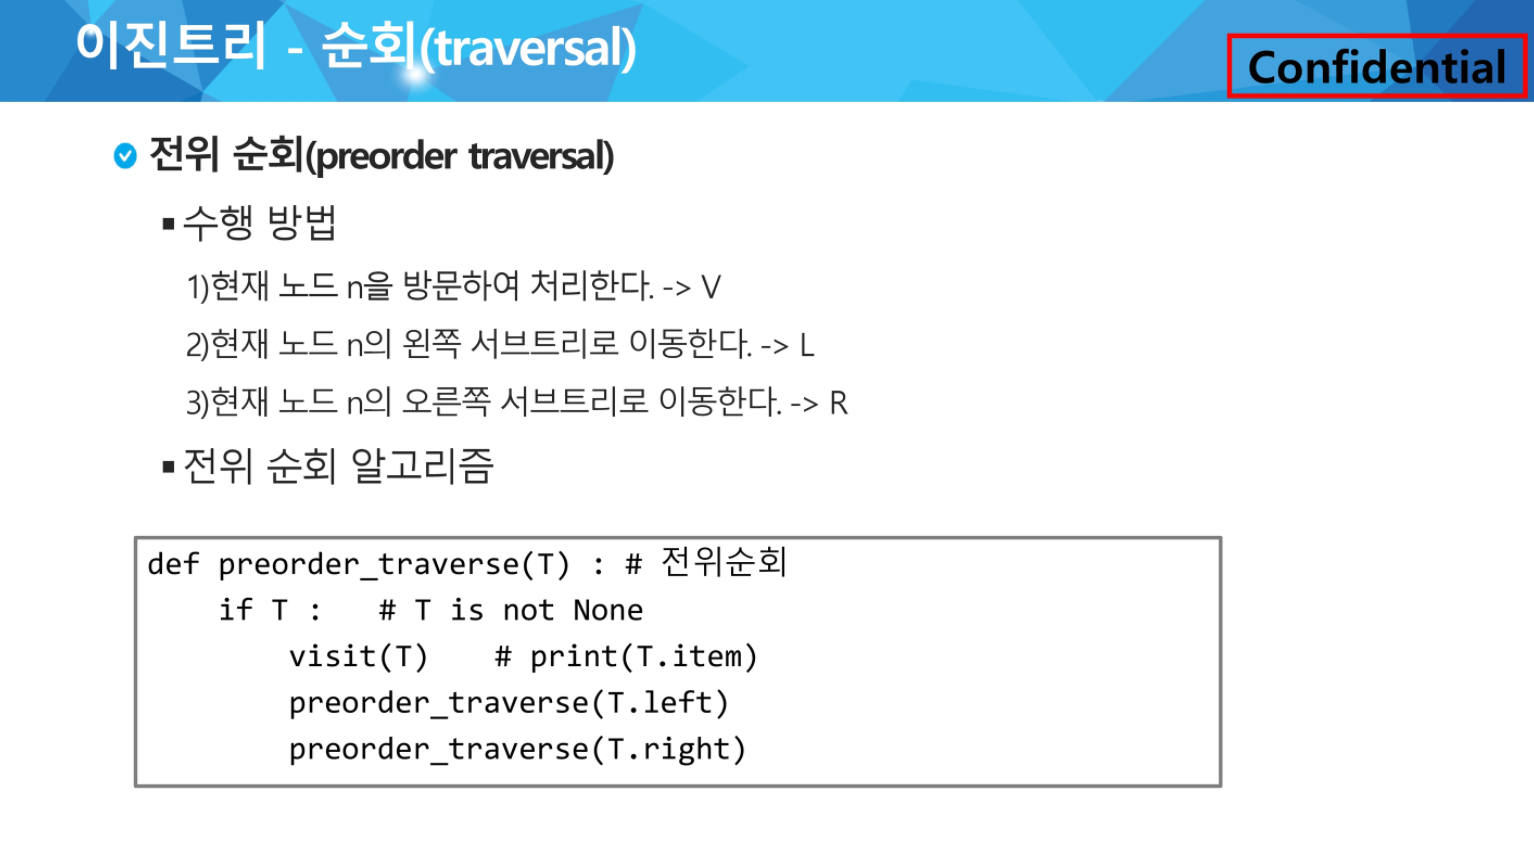 이진트리 - 순회(traversal)
Confidential
전위 순회(preorder traversal)
▪수행 방법
1)현재 노드 n을 방문하여 처리한다. -> V
2)현재 노드 n의 왼쪽 서브트리로 이동한다. -> L
3)현재 노드 n의 오른쪽 서브트리로 이동한다. -> R
▪전위 순회 알고리즘
def preorder_traverse(T) : # 전위순회
    if T :   # T is not None
        visit(T)    # print(T.item)
        preorder_traverse(T.left)
        preorder_traverse(T.right)